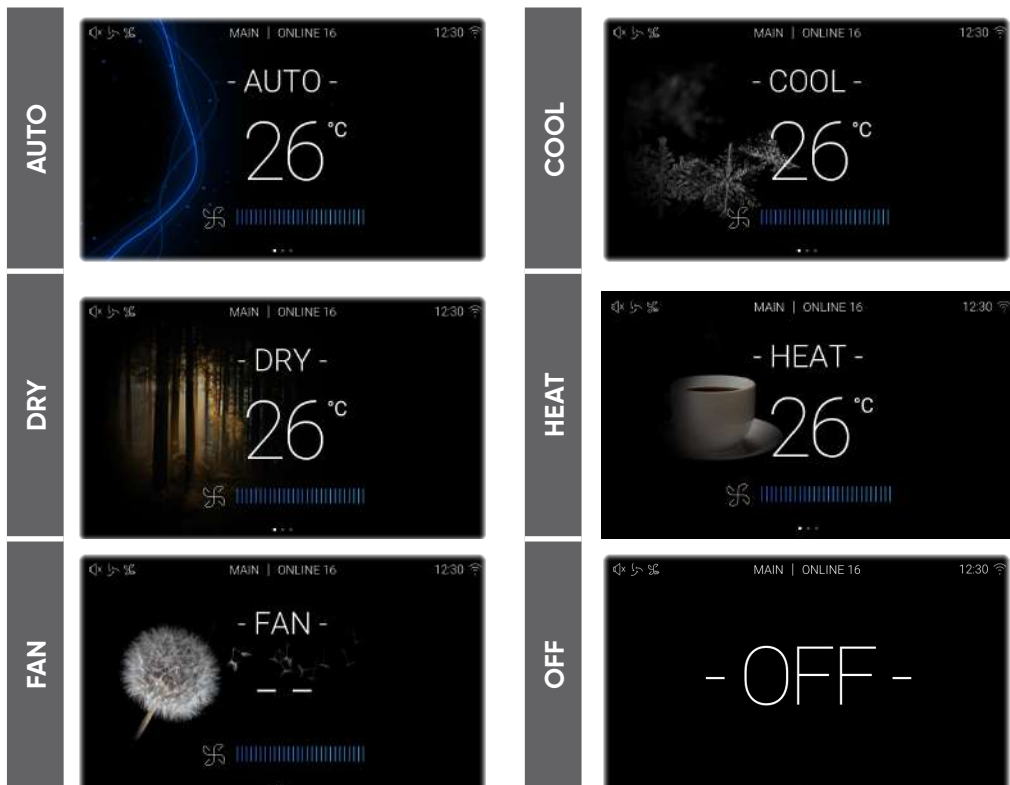 AUTO
MAIN | ONLINE 16
12:30
- AUTO -
26°C
COOL
MAIN | ONLINE 16
12:30
- COOL -
26°C
DRY
MAIN | ONLINE 16
12:30
- DRY -
26°C
HEAT
MAIN | ONLINE 16
12:30
- HEAT -
26°C
FAN
MAIN | ONLINE 16
12:30
- FAN -
– –
OFF
MAIN | ONLINE 16
12:30
- OFF -